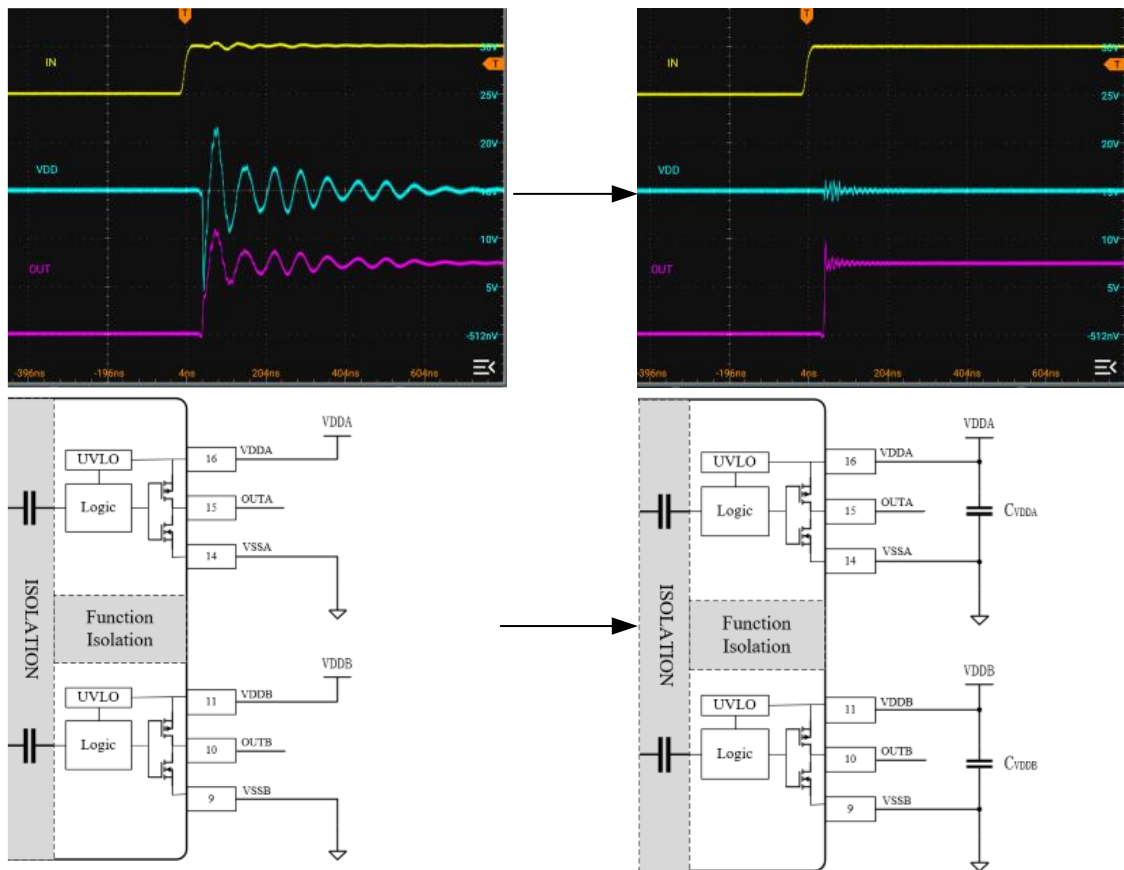 T
IN
30V
T
25V
20V
VDD
15V
10V
OUT
5V
-512nV
-396ns
-196ns
4ns
204ns
404ns
604ns
T
IN
30V
T
25V
20V
VDD
15V
10V
OUT
5V
-512nV
-396ns
-196ns
4ns
204ns
404ns
604ns
ISOLATION
UVLO
Logic
16
VDDA
VDDA
15
OUTA
14
VSSA
Function
Isolation
UVLO
Logic
11
VDDB
VDDB
10
OUTB
9
VSSB
ISOLATION
UVLO
Logic
16
VDDA
VDDA
15
OUTA
CVDDA
14
VSSA
Function
Isolation
UVLO
Logic
11
VDDB
VDDB
10
OUTB
CVDDB
9
VSSB